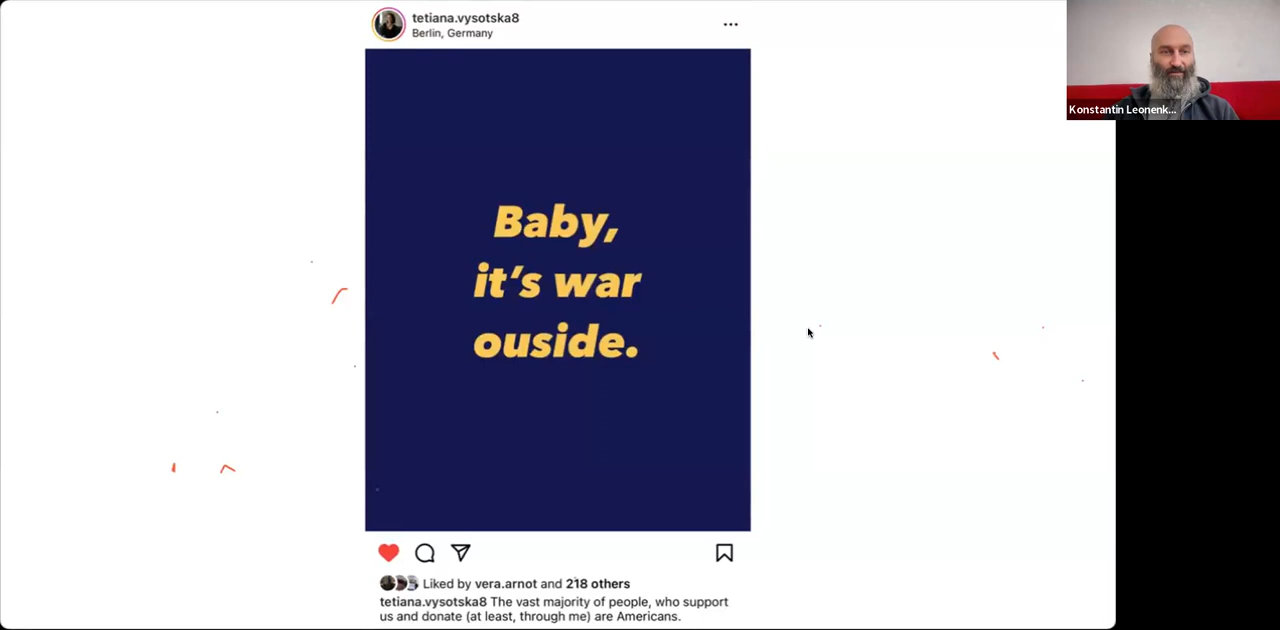 tetiana.vysotska8
Berlin, Germany
Baby,
it's war
ouside.
Liked by vera.arnot and 218 others
tetiana.vysotska8 The vast majority of people, who support
us and donate (at least, through me) are Americans.
Konstantin Leonenk...